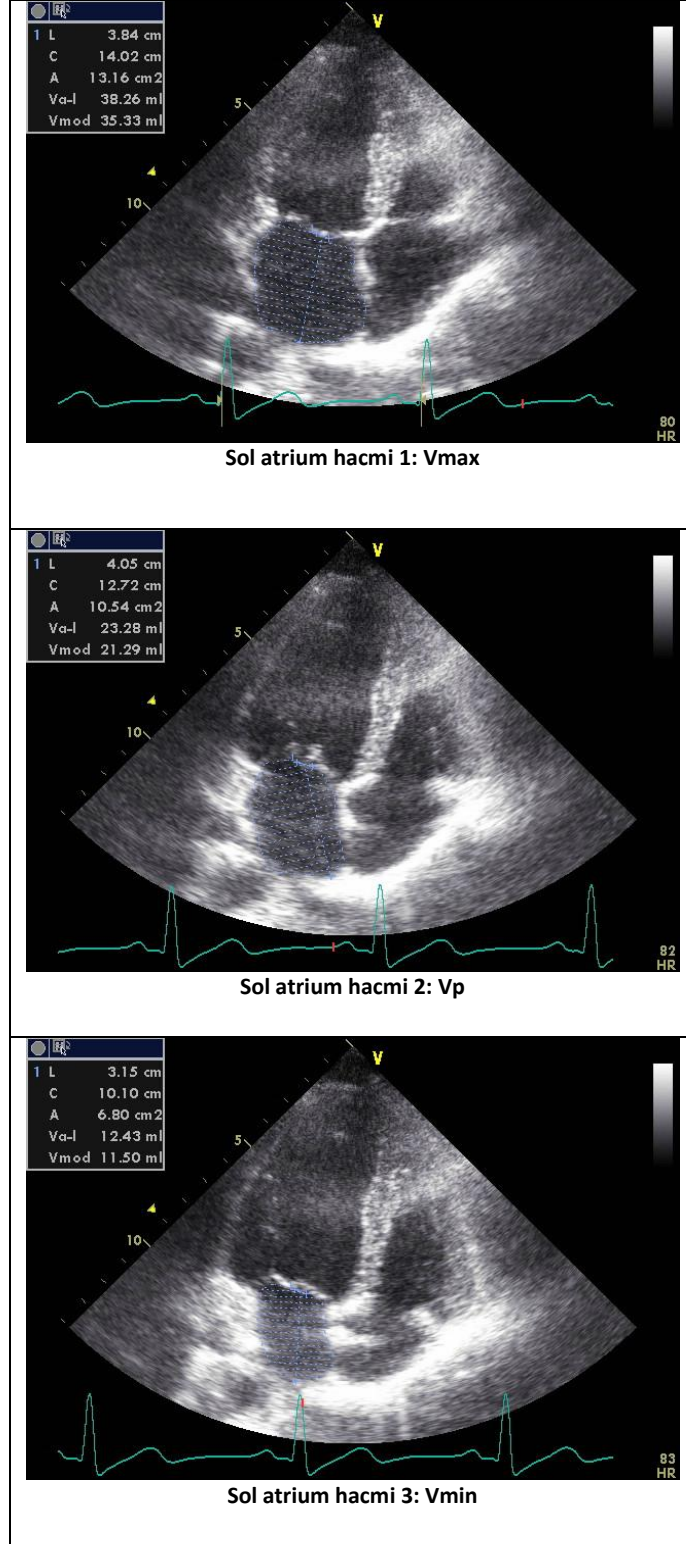 V
1 L 3.84 cm
C 14.02 cm
A 13.16 cm2
Va-l 38.26 ml
Vmod 35.33 ml
5
10
80
HR
Sol atrium hacmi 1: Vmax
V
1 L 4.05 cm
C 12.72 cm
A 10.54 cm2
Va-l 23.28 ml
Vmod 21.29 ml
5
10
82
HR
Sol atrium hacmi 2: Vp
V
1 L 3.15 cm
C 10.10 cm
A 6.80 cm2
Va-l 12.43 ml
Vmod 11.50 ml
5
10
83
HR
Sol atrium hacmi 3: Vmin